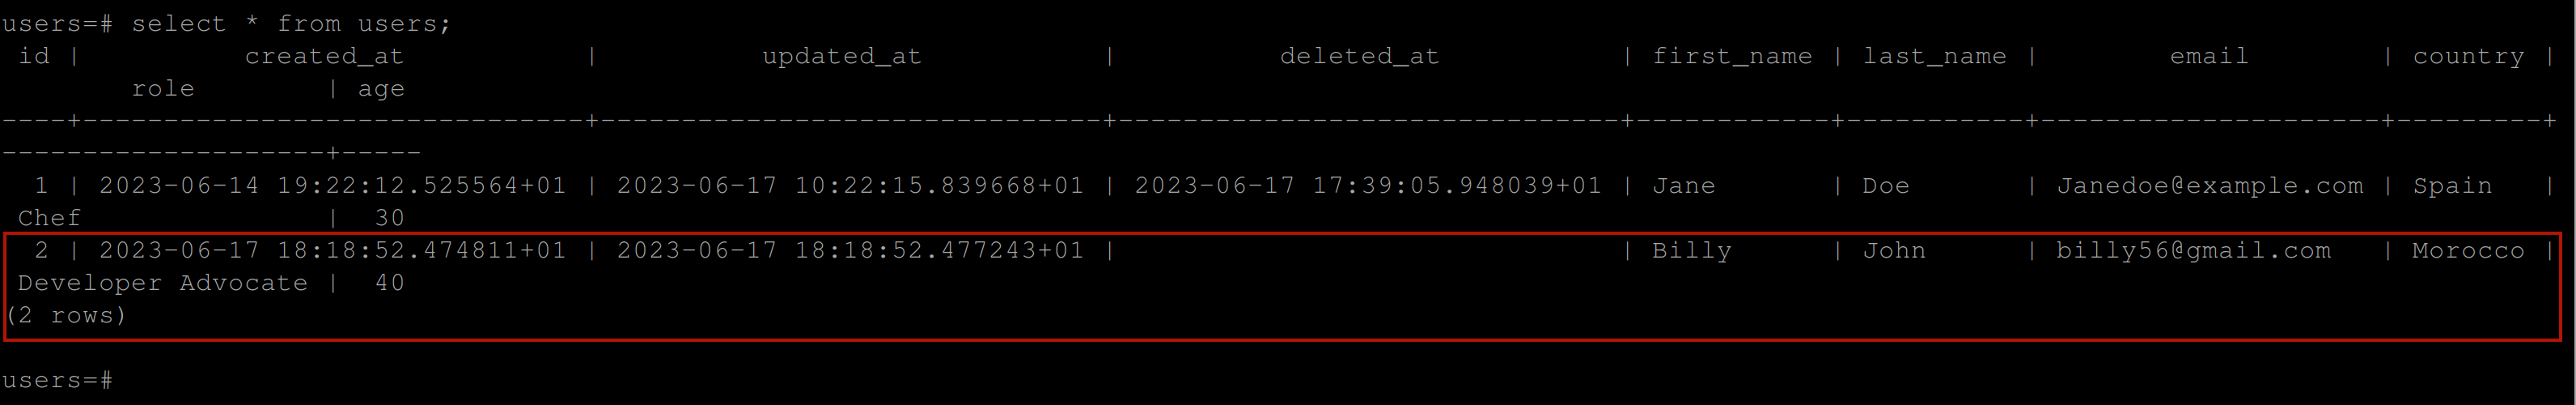 users=# select * from users;
 id |          created_at           |          updated_at           |          deleted_at           | first_name | last_name |        email        | country |
        role        | age
----+-------------------------------+-------------------------------+-------------------------------+------------+-----------+---------------------+---------+
--------------------+-----
  1 | 2023-06-14 19:22:12.525564+01 | 2023-06-17 10:22:15.839668+01 | 2023-06-17 17:39:05.948039+01 | Jane       | Doe       | Janedoe@example.com | Spain   |
 Chef               |  30
  2 | 2023-06-17 18:18:52.474811+01 | 2023-06-17 18:18:52.477243+01 |                               | Billy      | John      | billy56@gmail.com   | Morocco |
 Developer Advocate |  40
(2 rows)
users=#